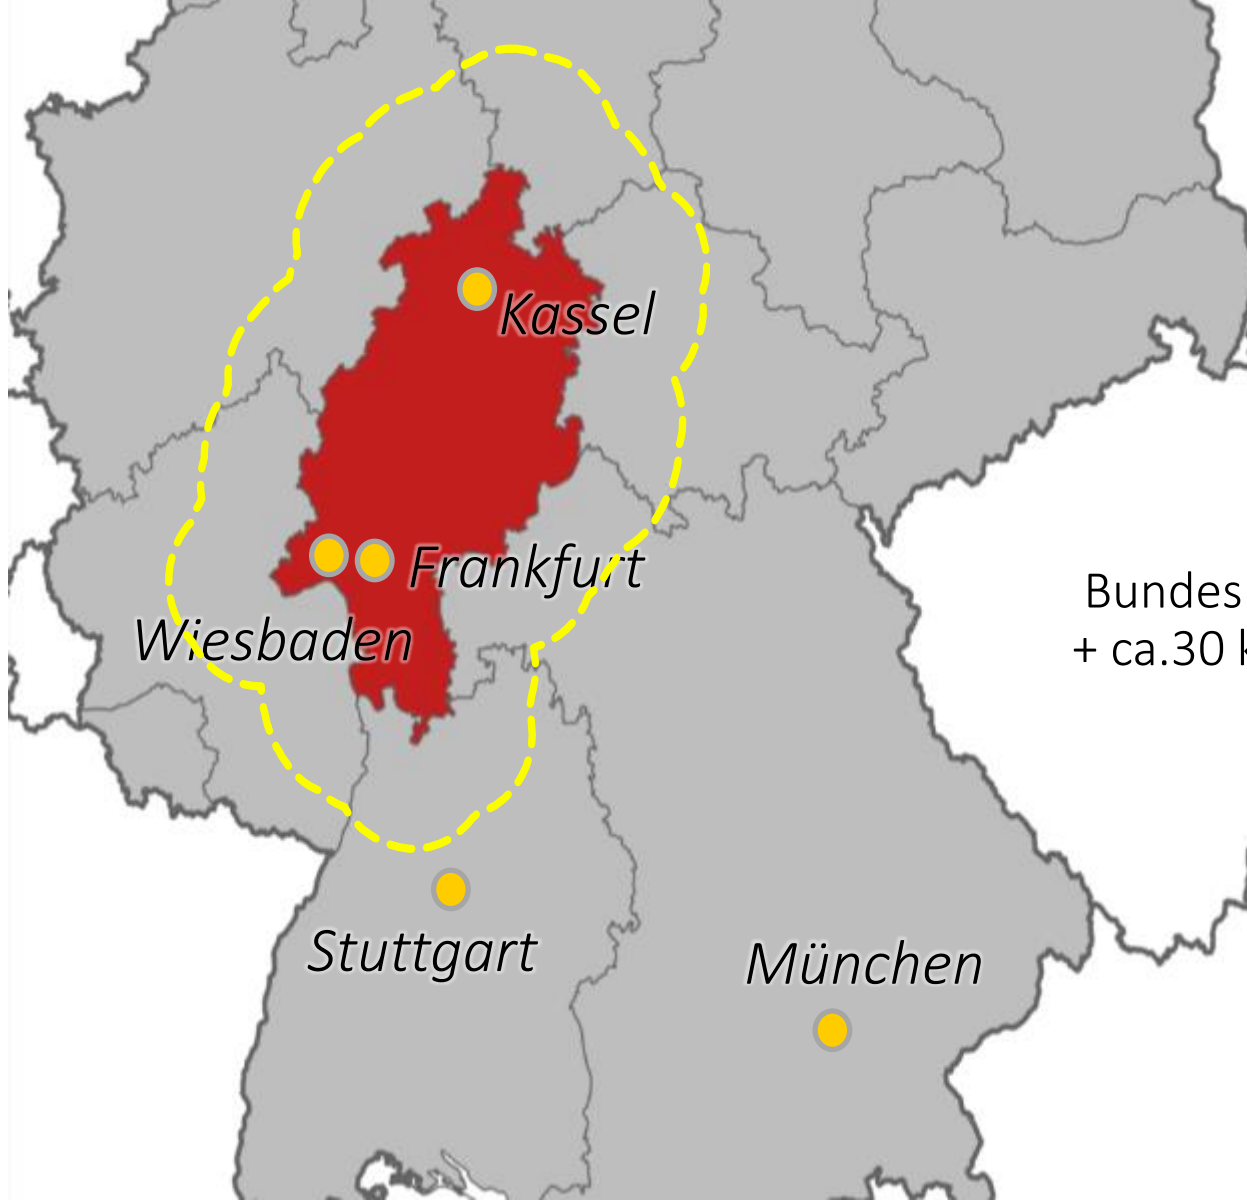 Kassel
Frankfurt
Bundes
+ ca.30
Wiesbaden
Stuttgart
München